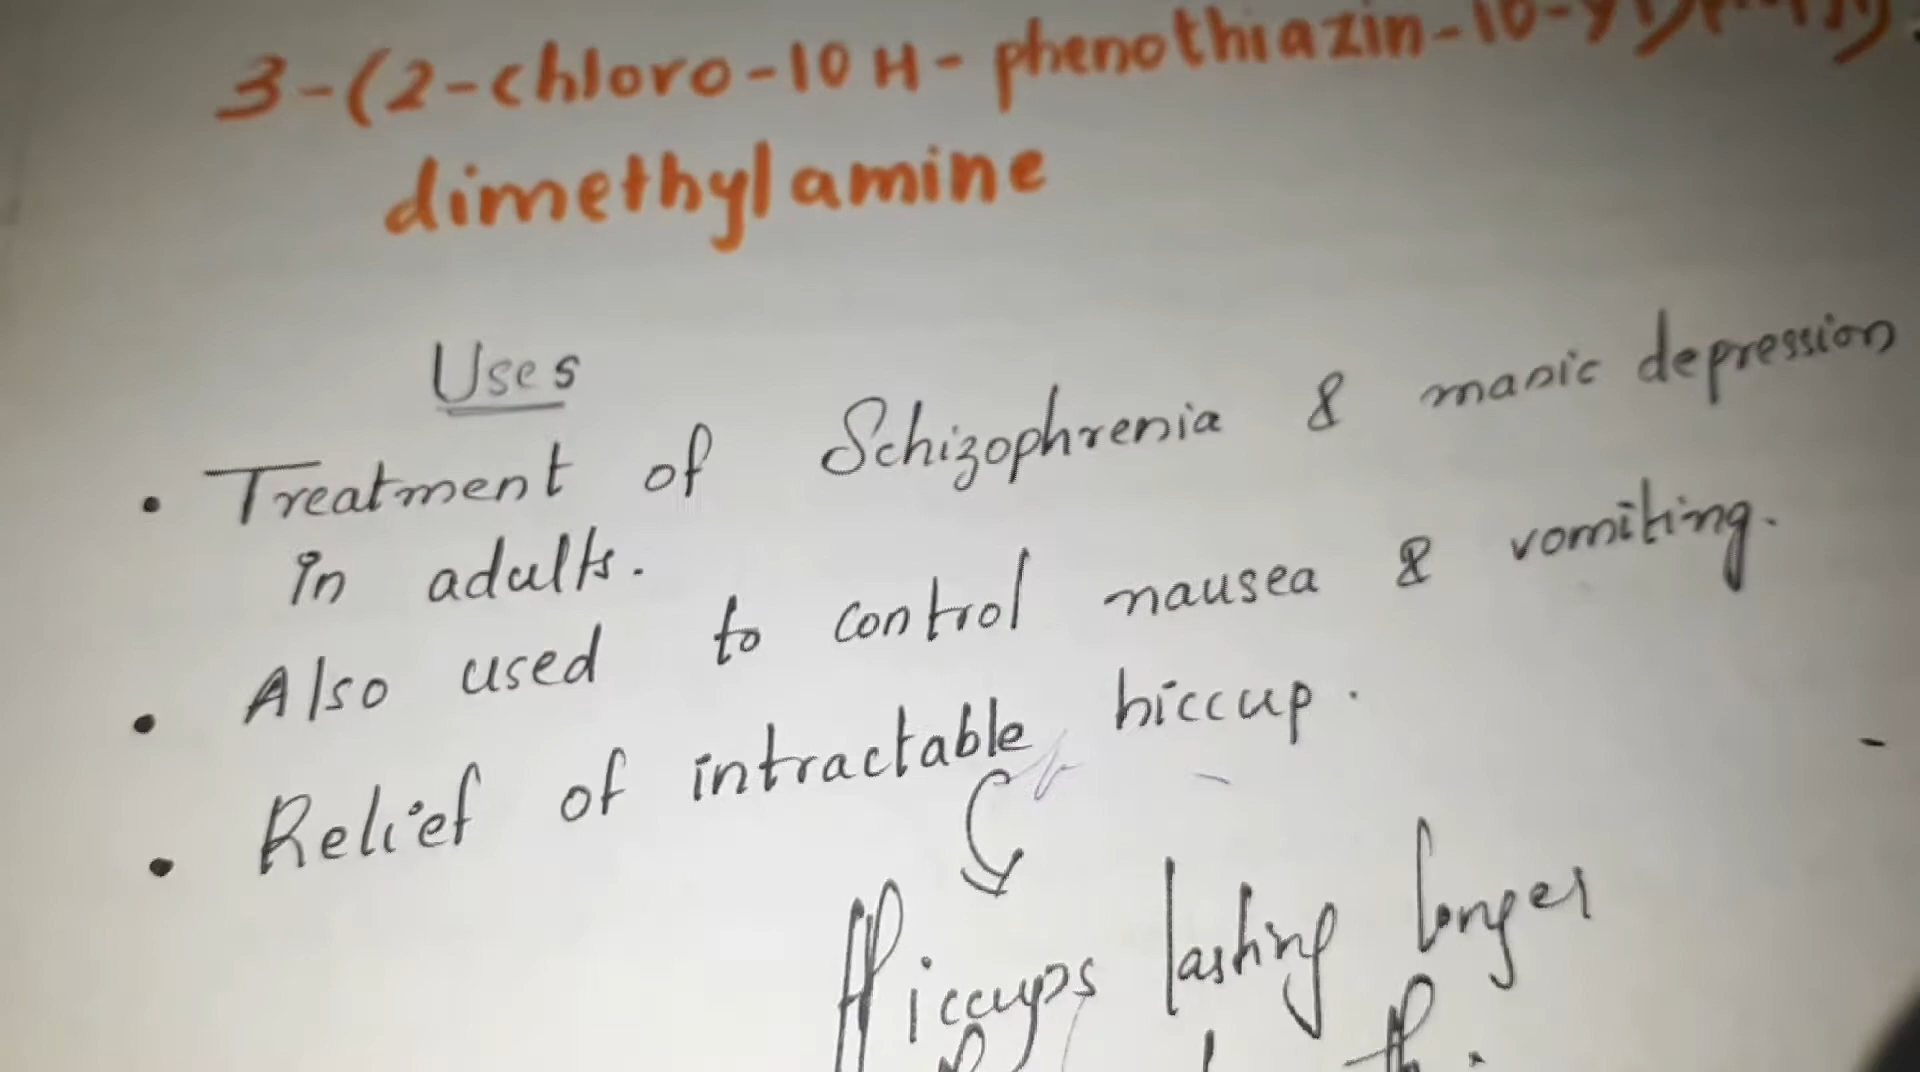 3-(2-chloro-10H-phenothiazin-10-yl)
dimethylamine
Uses
• Treatment of Schizophrenia & manic depression
in adults.
• Also used to control nausea & vomiting.
• Relief of intractable hiccup.
Hiccups lasting longer